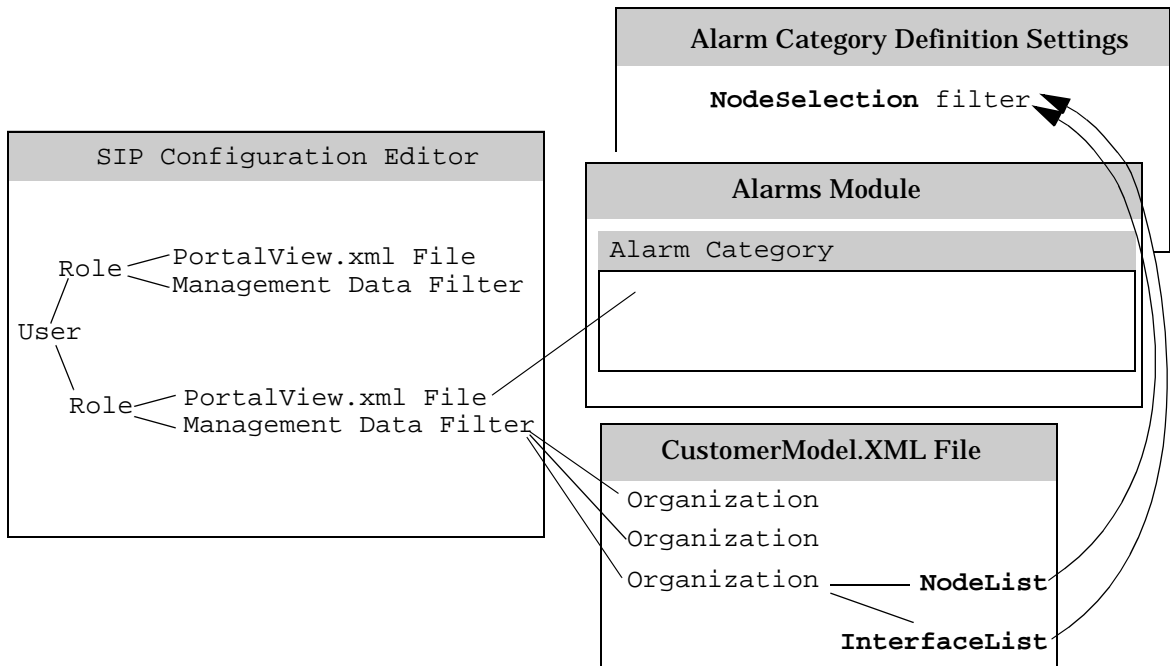 Alarm Category Definition Settings
NodeSelection filter
SIP Configuration Editor
Role
PortalView.xml File
Management Data Filter
User
Role
PortalView.xml File
Management Data Filter
Alarms Module
Alarm Category
CustomerModel.XML File
Organization
Organization
Organization
NodeList
InterfaceList